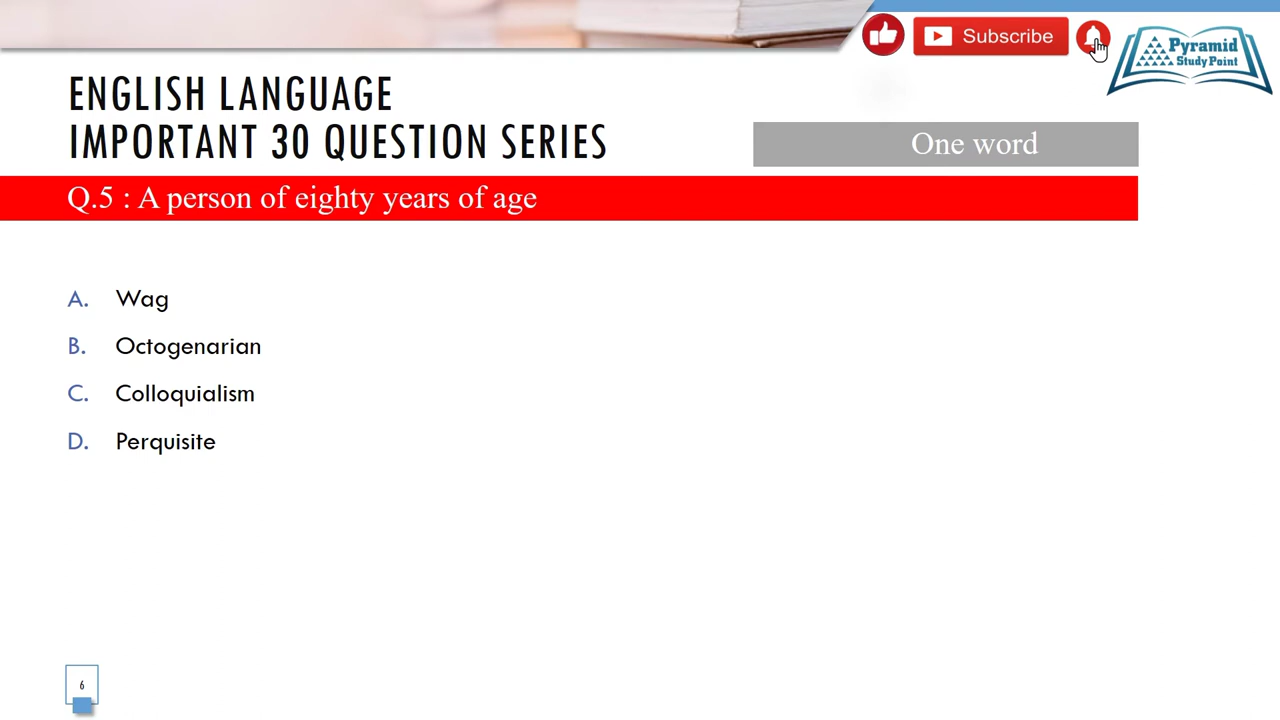 Subscribe
Pyramid
Study Point
ENGLISH LANGUAGE
IMPORTANT 30 QUESTION SERIES
One word
Q.5 : A person of eighty years of age
A. Wag
B. Octogenarian
C. Colloquialism
D. Perquisite
6